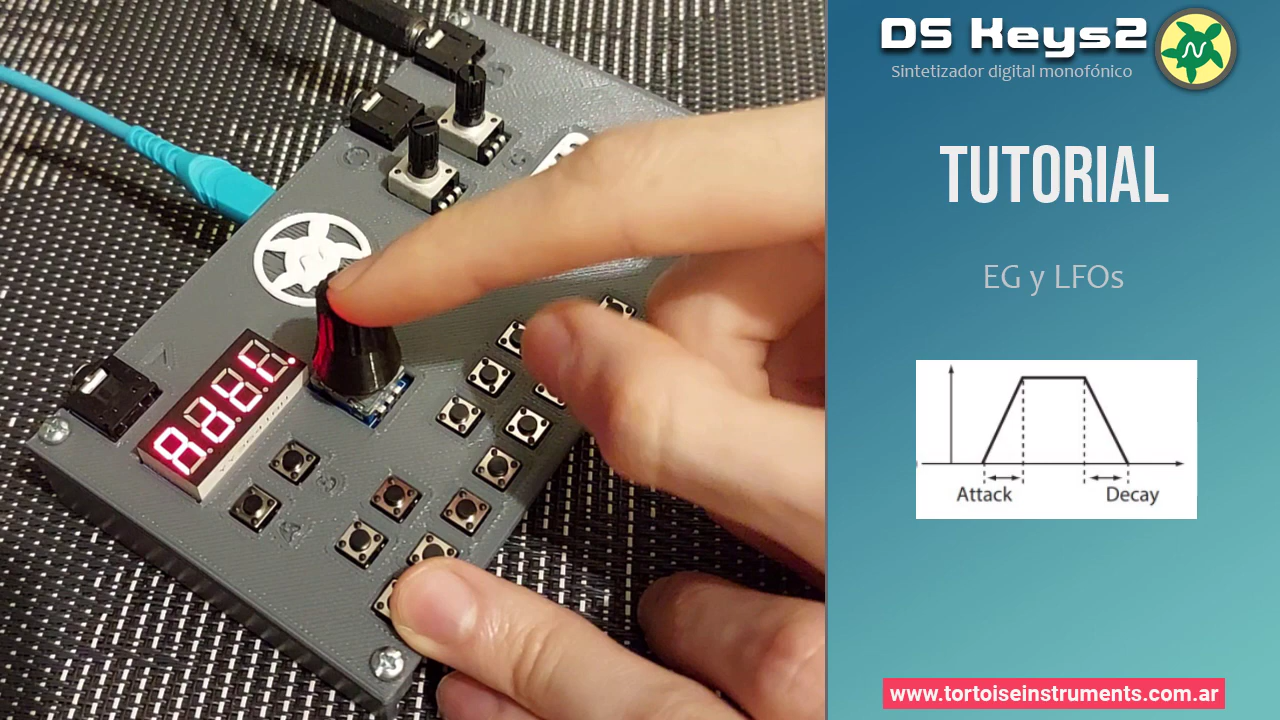 DS Keys2
Sintetizador digital monofónico
TUTORIAL
EG y LFOs
Attack
Decay
www.tortoiseinstruments.com.ar